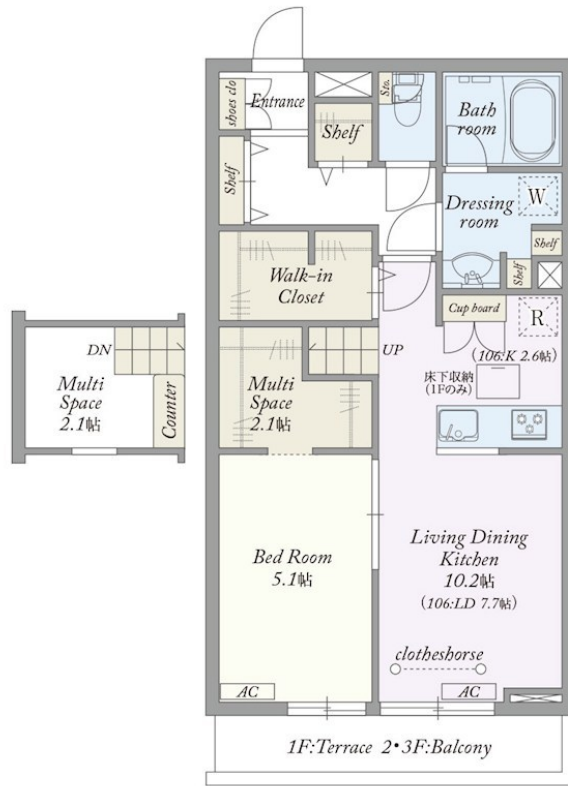 shoes clo
Entrance
Sto.
Bath
room
Shelf
Shelf
Dressing
room
W
Shelf
Shelf
Walk-in
Closet
Cup board
R
DN
UP
(106:K 2.6帖)
Multi
Space
2.1帖
Counter
Multi
Space
2.1帖
床下収納
(1Fのみ)
Bed Room
5.1帖
Living Dining
Kitchen
10.2帖
(106:LD 7.7帖)
clotheshorse
AC
AC
1F:Terrace 2・3F:Balcony